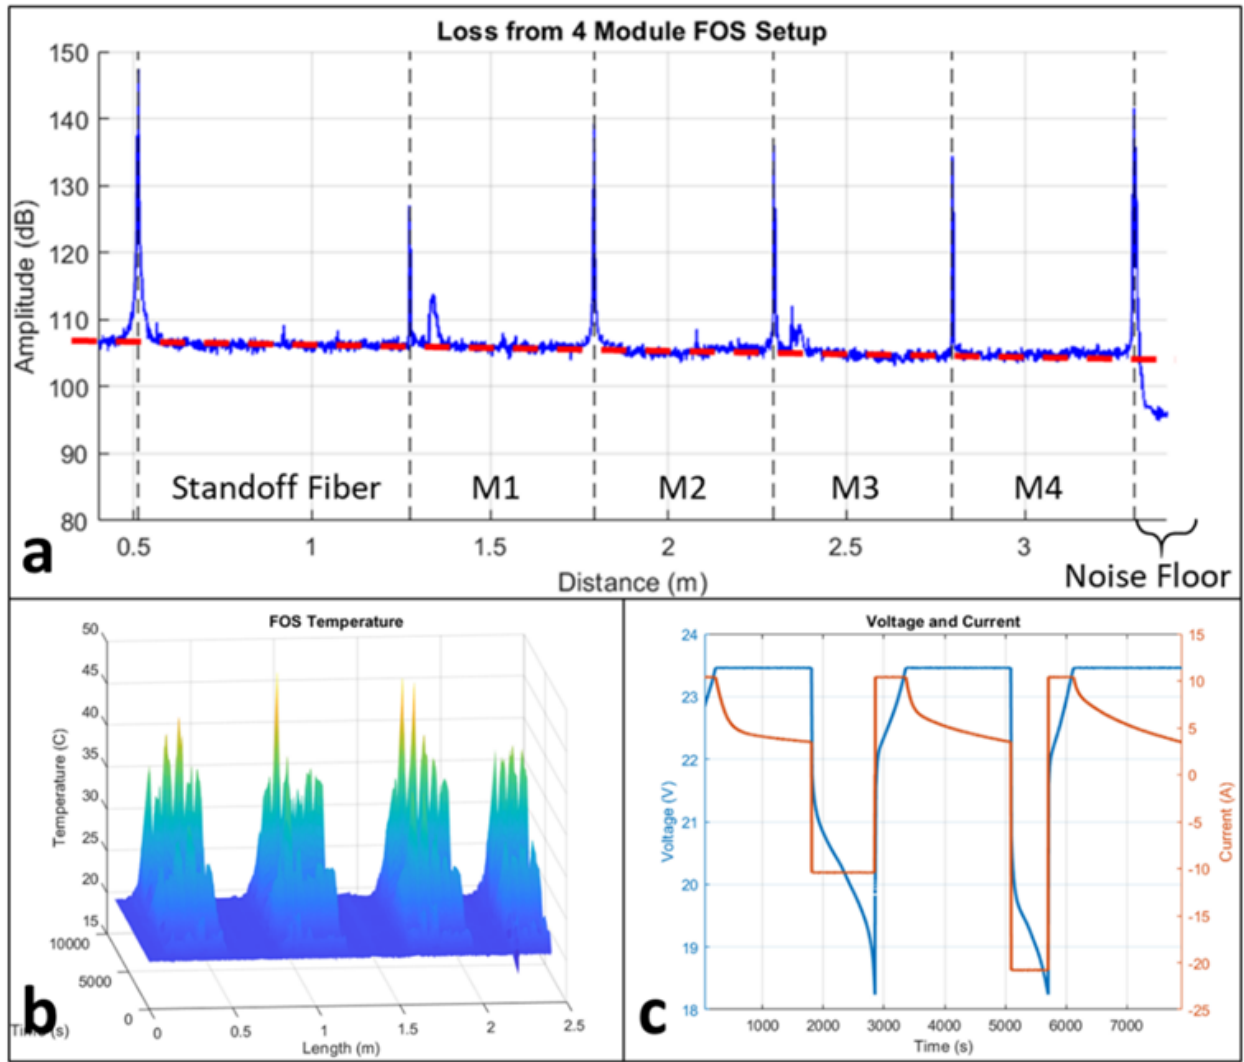 Loss from 4 Module FOS Setup
150
140
130
120
110
100
90
80
Amplitude (dB)
Standoff Fiber M1 M2 M3 M4
0.5 1 1.5 2 2.5 3
Distance (m)
Noise Floor
a
FOS Temperature
50
45
40
35
30
25
20
15
Temperature (C)
10000
5000
0
Time (s)
0 0.5 1 1.5 2 2.5
Length (m)
b
Voltage and Current
24
23
22
21
20
19
18
Voltage (V)
15
10
5
0
-5
-10
-15
-20
-25
Current (A)
1000 2000 3000 4000 5000 6000 7000
Time (s)
c